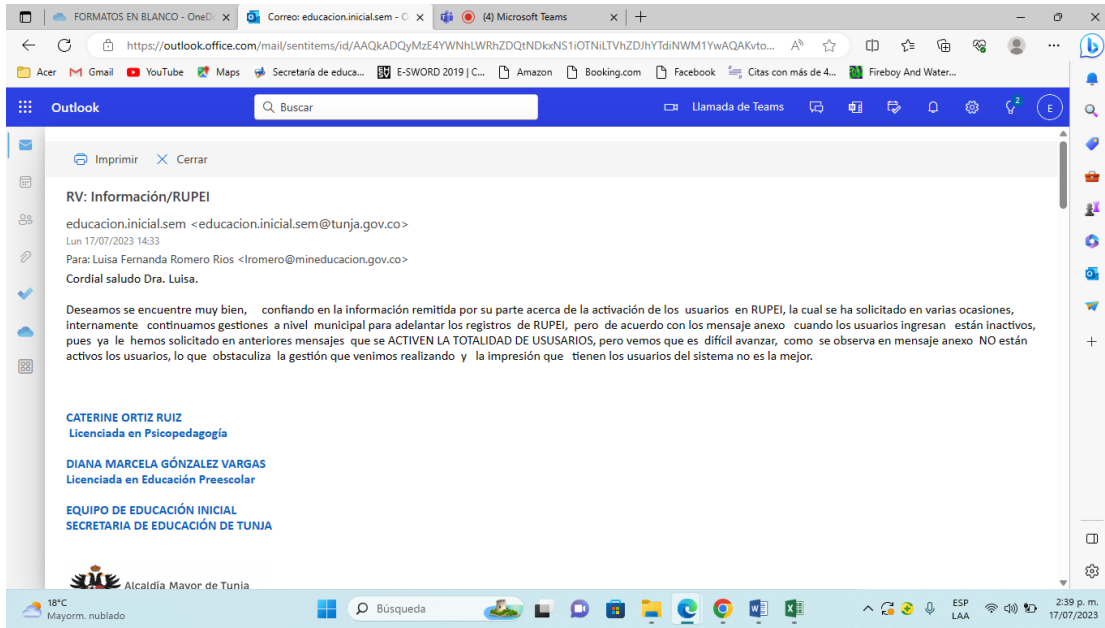 FORMATOS EN BLANCO - OneD
Correo: educacion.inicial.sem - O
(4) Microsoft Teams
https://outlook.office.com/mail/sentitems/id/AAQkADQyMzE4YWNhLWRhZDQtNDkxNS1iOTNiLTVhZDJhYTdiNWM1YwAQAKvto...
Acer
Gmail
YouTube
Maps
Secretaría de educa...
E-SWORD 2019 | C...
Amazon
Booking.com
Facebook
Citas con más de 4...
Fireboy And Water...
Outlook
Buscar
Llamada de Teams
2
E
Imprimir
Cerrar
RV: Información/RUPEI
educacion.inicial.sem <educacion.inicial.sem@tunja.gov.co>
Lun 17/07/2023 14:33
Para: Luisa Fernanda Romero Rios <lromero@mineducacion.gov.co>
Cordial saludo Dra. Luisa.
Deseamos se encuentre muy bien, confiando en la información remitida por su parte acerca de la activación de los usuarios en RUPEI, la cual se ha solicitado en varias ocasiones,
internamente continuamos gestiones a nivel municipal para adelantar los registros de RUPEI, pero de acuerdo con los mensaje anexo cuando los usuarios ingresan están inactivos,
pues ya le hemos solicitado en anteriores mensajes que se ACTIVEN LA TOTALIDAD DE USUSARIOS, pero vemos que es difícil avanzar, como se observa en mensaje anexo NO están
activos los usuarios, lo que obstaculiza la gestión que venimos realizando y la impresión que tienen los usuarios del sistema no es la mejor.
CATERINE ORTIZ RUIZ
Licenciada en Psicopedagogía
DIANA MARCELA GÓNZALEZ VARGAS
Licenciada en Educación Preescolar
EQUIPO DE EDUCACIÓN INICIAL
SECRETARIA DE EDUCACIÓN DE TUNJA
Alcaldía Mayor de Tunja
18°C
Mayorm. nublado
Búsqueda
ESP
LAA
2:39 p. m.
17/07/2023